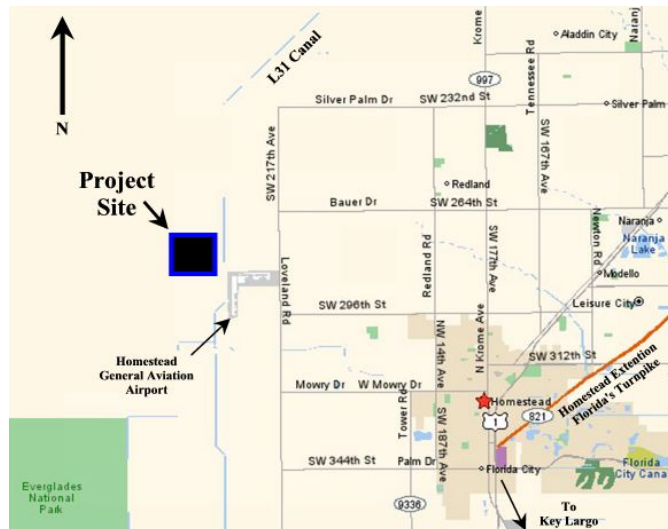 N
L31 Canal
Krome
997
Aladdin City
Naranj
Silver Palm Dr
SW 232nd St
Tennessee Rd
Silver Palm
SW 217th Ave
SW 167th Ave
Project
Site
Redland
Bauer Dr
SW 264th St
Redland Rd
SW 177th Ave
Newton Rd
Naranja
Naranja
Lake
Modello
Loveland Rd
Leisure City
SW 296th St
NW 14th Ave
N Krome Ave
SW 312th St
Homestead
General Aviation
Airport
Mowry Dr
W Mowry Dr
Homestead
Homestead Extention
Florida's Turnpike
821
1
Tower Rd
SW 187th Ave
SW 344th St
Palm Dr
Florida City
Florida
City Cana
Everglades
National
Park
9336
To
Key Largo